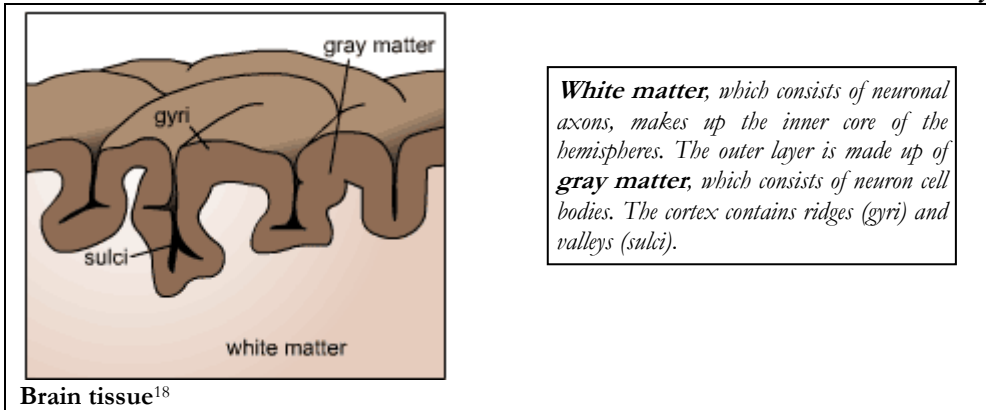 gray matter
gyri
sulci
white matter
Brain tissue18
White matter, which consists of neuronal
axons, makes up the inner core of the
hemispheres. The outer layer is made up of
gray matter, which consists of neuron cell
bodies. The cortex contains ridges (gyri) and
valleys (sulci).